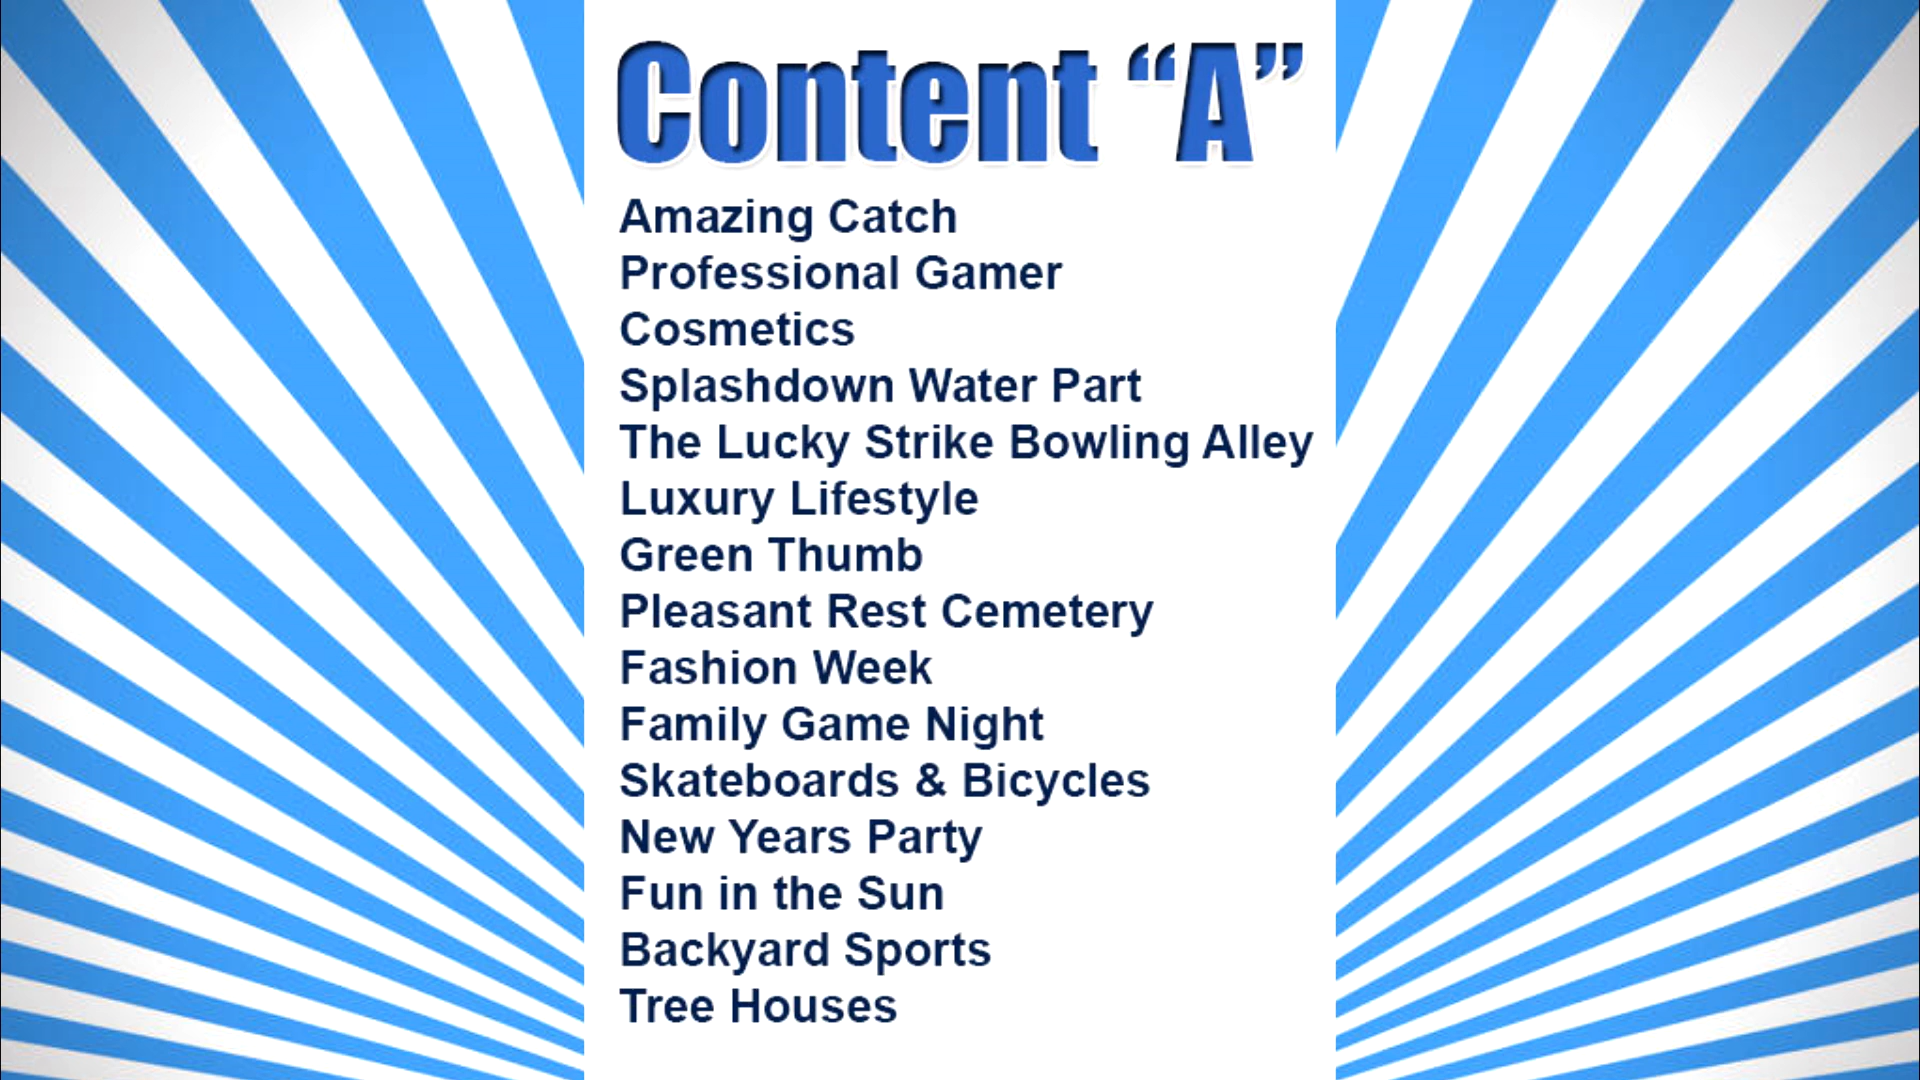 Content “A”
Amazing Catch
Professional Gamer
Cosmetics
Splashdown Water Part
The Lucky Strike Bowling Alley
Luxury Lifestyle
Green Thumb
Pleasant Rest Cemetery
Fashion Week
Family Game Night
Skateboards & Bicycles
New Years Party
Fun in the Sun
Backyard Sports
Tree Houses